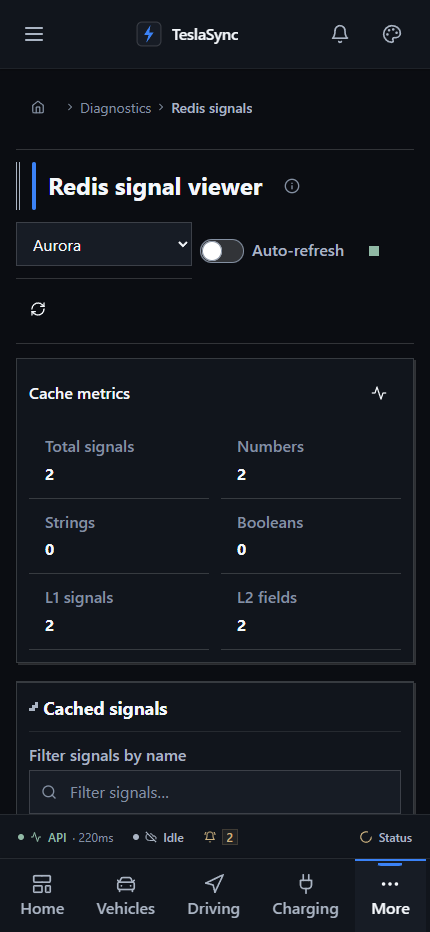 TeslaSync
Diagnostics Redis signals
Redis signal viewer
Aurora Auto-refresh
Cache metrics
Total signals Numbers
2 2
Strings Booleans
0 0
L1 signals L2 fields
2 2
Cached signals
Filter signals by name
Filter signals...
API · 220ms Idle 2 Status
Home Vehicles Driving Charging More